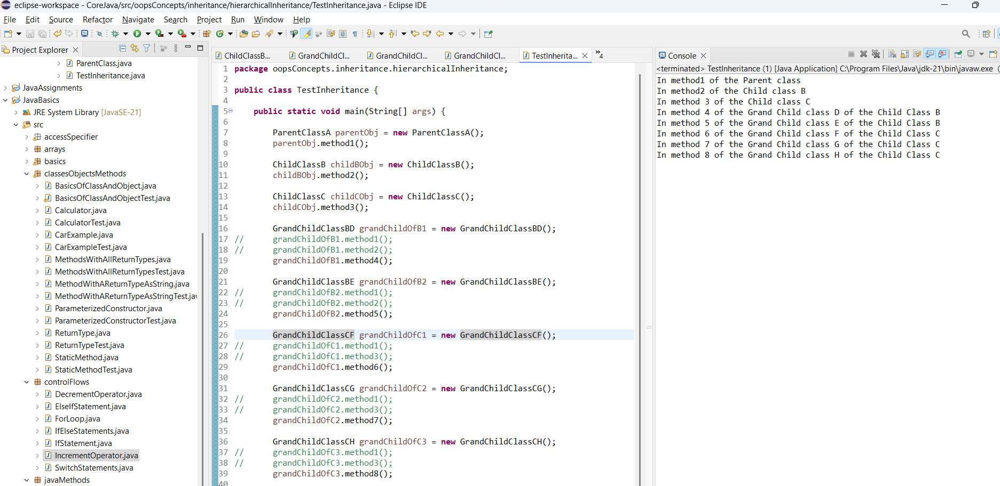 eclipse-workspace - CoreJava/src/oopsConcepts/inheritance/hierarchicalInheritance/TestInheritance.java - Eclipse IDE
File Edit Source Refactor Navigate Search Project Run Window Help
Project Explorer
ParentClass.java
TestInheritance.java
JavaAssignments
JavaBasics
JRE System Library [JavaSE-21]
src
accessSpecifier
arrays
basics
classesObjectsMethods
BasicsOfClassAndObject.java
BasicsOfClassAndObjectTest.java
Calculator.java
CalculatorTest.java
CarExample.java
CarExampleTest.java
MethodsWithAllReturnTypes.java
MethodsWithAllReturnTypesTest.java
MethodWithAReturnTypeAsString.java
MethodWithAReturnTypeAsStringTest.jav
ParameterizedConstructor.java
ParameterizedConstructorTest.java
ReturnType.java
ReturnTypeTest.java
StaticMethod.java
StaticMethodTest.java
controlFlows
DecrementOperator.java
ElseIfStatement.java
ForLoop.java
IfElseStatements.java
IfStatement.java
IncrementOperator.java
SwitchStatements.java
javaMethods
ChildClassB... GrandChildCl... GrandChildCl... GrandChildCl... TestInherita... »4
1 package oopsConcepts.inheritance.hierarchicalInheritance;
2
3 public class TestInheritance {
4
5 public static void main(String[] args) {
6
7 ParentClassA parentObj = new ParentClassA();
8 parentObj.method1();
9
10 ChildClassB childBObj = new ChildClassB();
11 childBObj.method2();
12
13 ChildClassC childCObj = new ChildClassC();
14 childCObj.method3();
15
16 GrandChildClassBD grandChildOfB1 = new GrandChildClassBD();
17 // grandChildOfB1.method1();
18 // grandChildOfB1.method2();
19 grandChildOfB1.method4();
20
21 GrandChildClassBE grandChildOfB2 = new GrandChildClassBE();
22 // grandChildOfB2.method1();
23 // grandChildOfB2.method2();
24 grandChildOfB2.method5();
25
26 GrandChildClassCF grandChildOfC1 = new GrandChildClassCF();
27 // grandChildOfC1.method1();
28 // grandChildOfC1.method3();
29 grandChildOfC1.method6();
30
31 GrandChildClassCG grandChildOfC2 = new GrandChildClassCG();
32 // grandChildOfC2.method1();
33 // grandChildOfC2.method3();
34 grandChildOfC2.method7();
35
36 GrandChildClassCH grandChildOfC3 = new GrandChildClassCH();
37 // grandChildOfC3.method1();
38 // grandChildOfC3.method3();
39 grandChildOfC3.method8();
40
Console
<terminated> TestInheritance (1) [Java Application] C:\Program Files\Java\jdk-21\bin\javaw.exe (
In method1 of the Parent class
In method2 of the Child class B
In method 3 of the Child class C
In method 4 of the Grand Child class D of the Child Class B
In method 5 of the Grand Child class E of the Child Class B
In method 6 of the Grand Child class F of the Child Class C
In method 7 of the Grand Child class G of the Child Class C
In method 8 of the Grand Child class H of the Child Class C